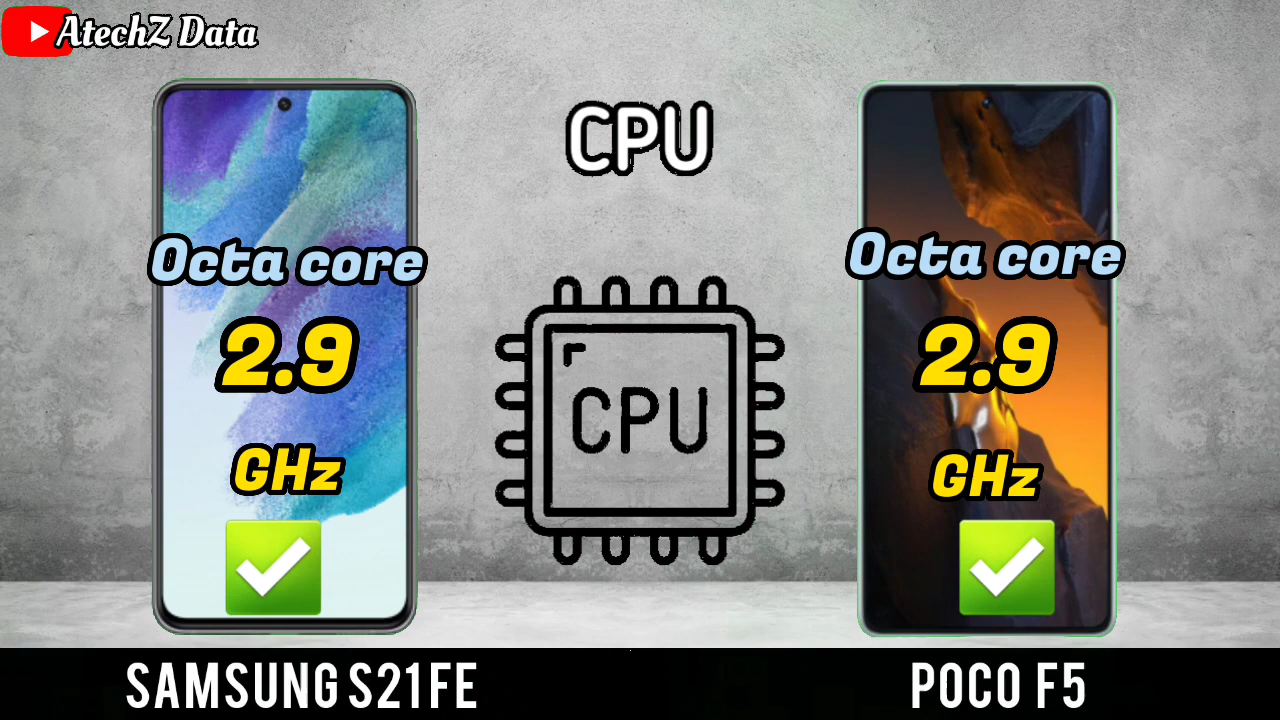 AtechZ Data
CPU
Octa core
2.9
GHz
CPU
Octa core
2.9
GHz
SAMSUNG S21FE
POCO F5